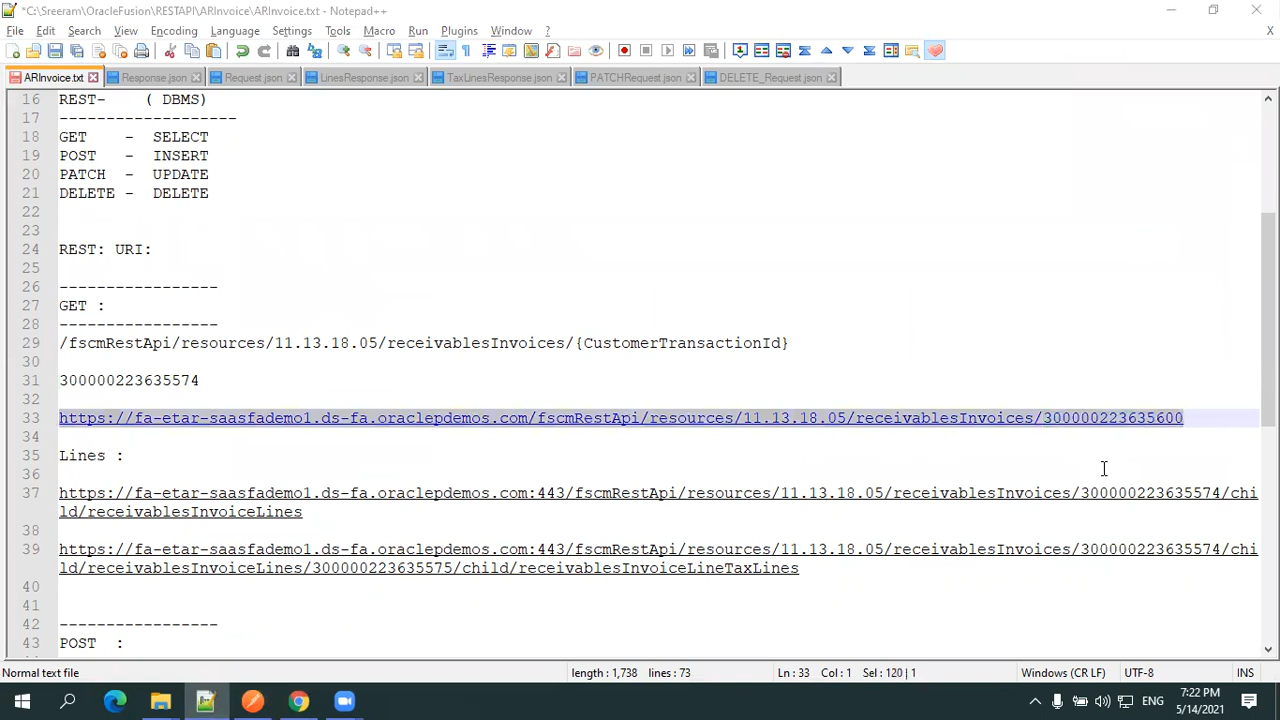 *C:\Sreeram\OracleFusion\RESTAPI\ARInvoice\ARInvoice.txt - Notepad++
File Edit Search View Encoding Language Settings Tools Macro Run Plugins Window ? X
ARInvoice.txt Response.json Request.json LinesResponse.json TaxLinesResponse.json PATCHRequest.json DELETE_Request.json
16 REST- ( DBMS)
17 -------------------
18 GET - SELECT
19 POST - INSERT
20 PATCH - UPDATE
21 DELETE - DELETE
22
23
24 REST: URI:
25
26 -----------------
27 GET :
28 -----------------
29 /fscmRestApi/resources/11.13.18.05/receivablesInvoices/{CustomerTransactionId}
30
31 300000223635574
32
33 https://fa-etar-saasfademo1.ds-fa.oraclepdemos.com/fscmRestApi/resources/11.13.18.05/receivablesInvoices/300000223635600
34
35 Lines :
36
37 https://fa-etar-saasfademo1.ds-fa.oraclepdemos.com:443/fscmRestApi/resources/11.13.18.05/receivablesInvoices/300000223635574/chi
ld/receivablesInvoiceLines
38
39 https://fa-etar-saasfademo1.ds-fa.oraclepdemos.com:443/fscmRestApi/resources/11.13.18.05/receivablesInvoices/300000223635574/chi
ld/receivablesInvoiceLines/300000223635575/child/receivablesInvoiceLineTaxLines
40
41
42 -----------------
43 POST :
Normal text file length : 1,738 lines : 73 Ln : 33 Col : 1 Sel : 120 | 1 Windows (CR LF) UTF-8 INS
ENG 7:22 PM
5/14/2021